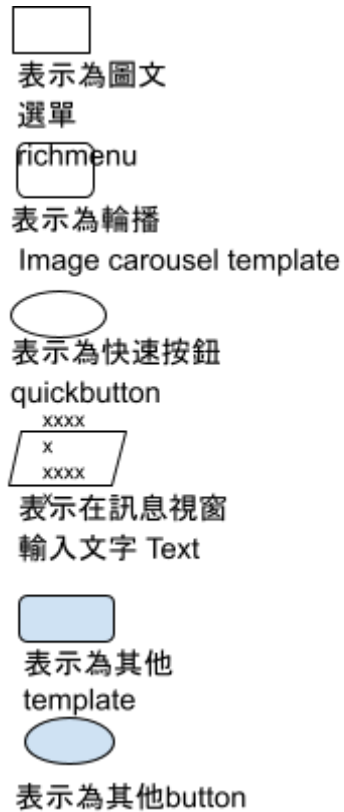 表示為圖文
選單
richmenu
表示為輪播
Image carousel template
表示為快速按鈕
quickbutton
xxxx
x
xxxx
x
表示在訊息視窗
輸入文字 Text
表示為其他
template
表示為其他button